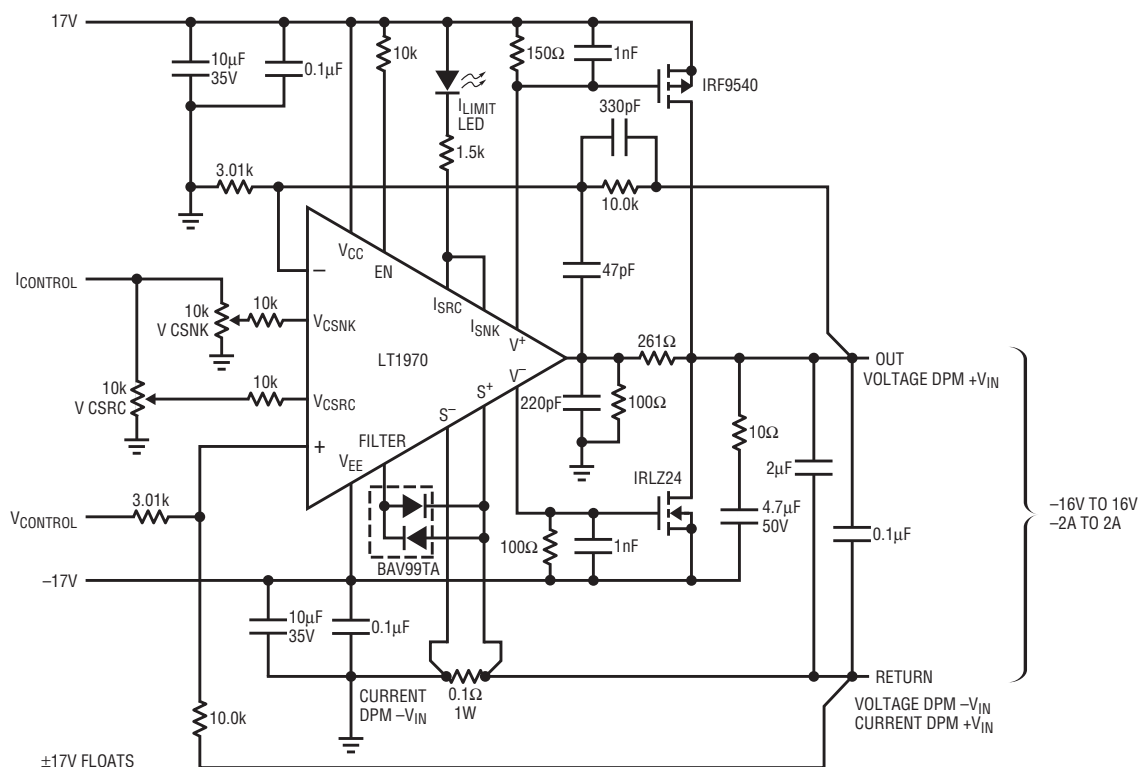 17V
10µF
35V
0.1µF
10k
I_LIMIT
LED
1.5k
150Ω
1nF
IRF9540
330pF
3.01k
10.0k
V_CC
EN
–
47pF
I_CONTROL
10k
V CSNK
10k
V_CSNK
I_SRC
I_SNK
V+
261Ω
OUT
VOLTAGE DPM +V_IN
LT1970
V–
10k
V CSRC
10k
V_CSRC
S+
S–
220pF
100Ω
10Ω
+
FILTER
V_EE
IRLZ24
2µF
4.7µF
50V
0.1µF
–16V TO 16V
–2A TO 2A
3.01k
V_CONTROL
100Ω
1nF
BAV99TA
–17V
10µF
35V
0.1µF
CURRENT
DPM –V_IN
0.1Ω
1W
RETURN
VOLTAGE DPM –V_IN
CURRENT DPM +V_IN
10.0k
±17V FLOATS